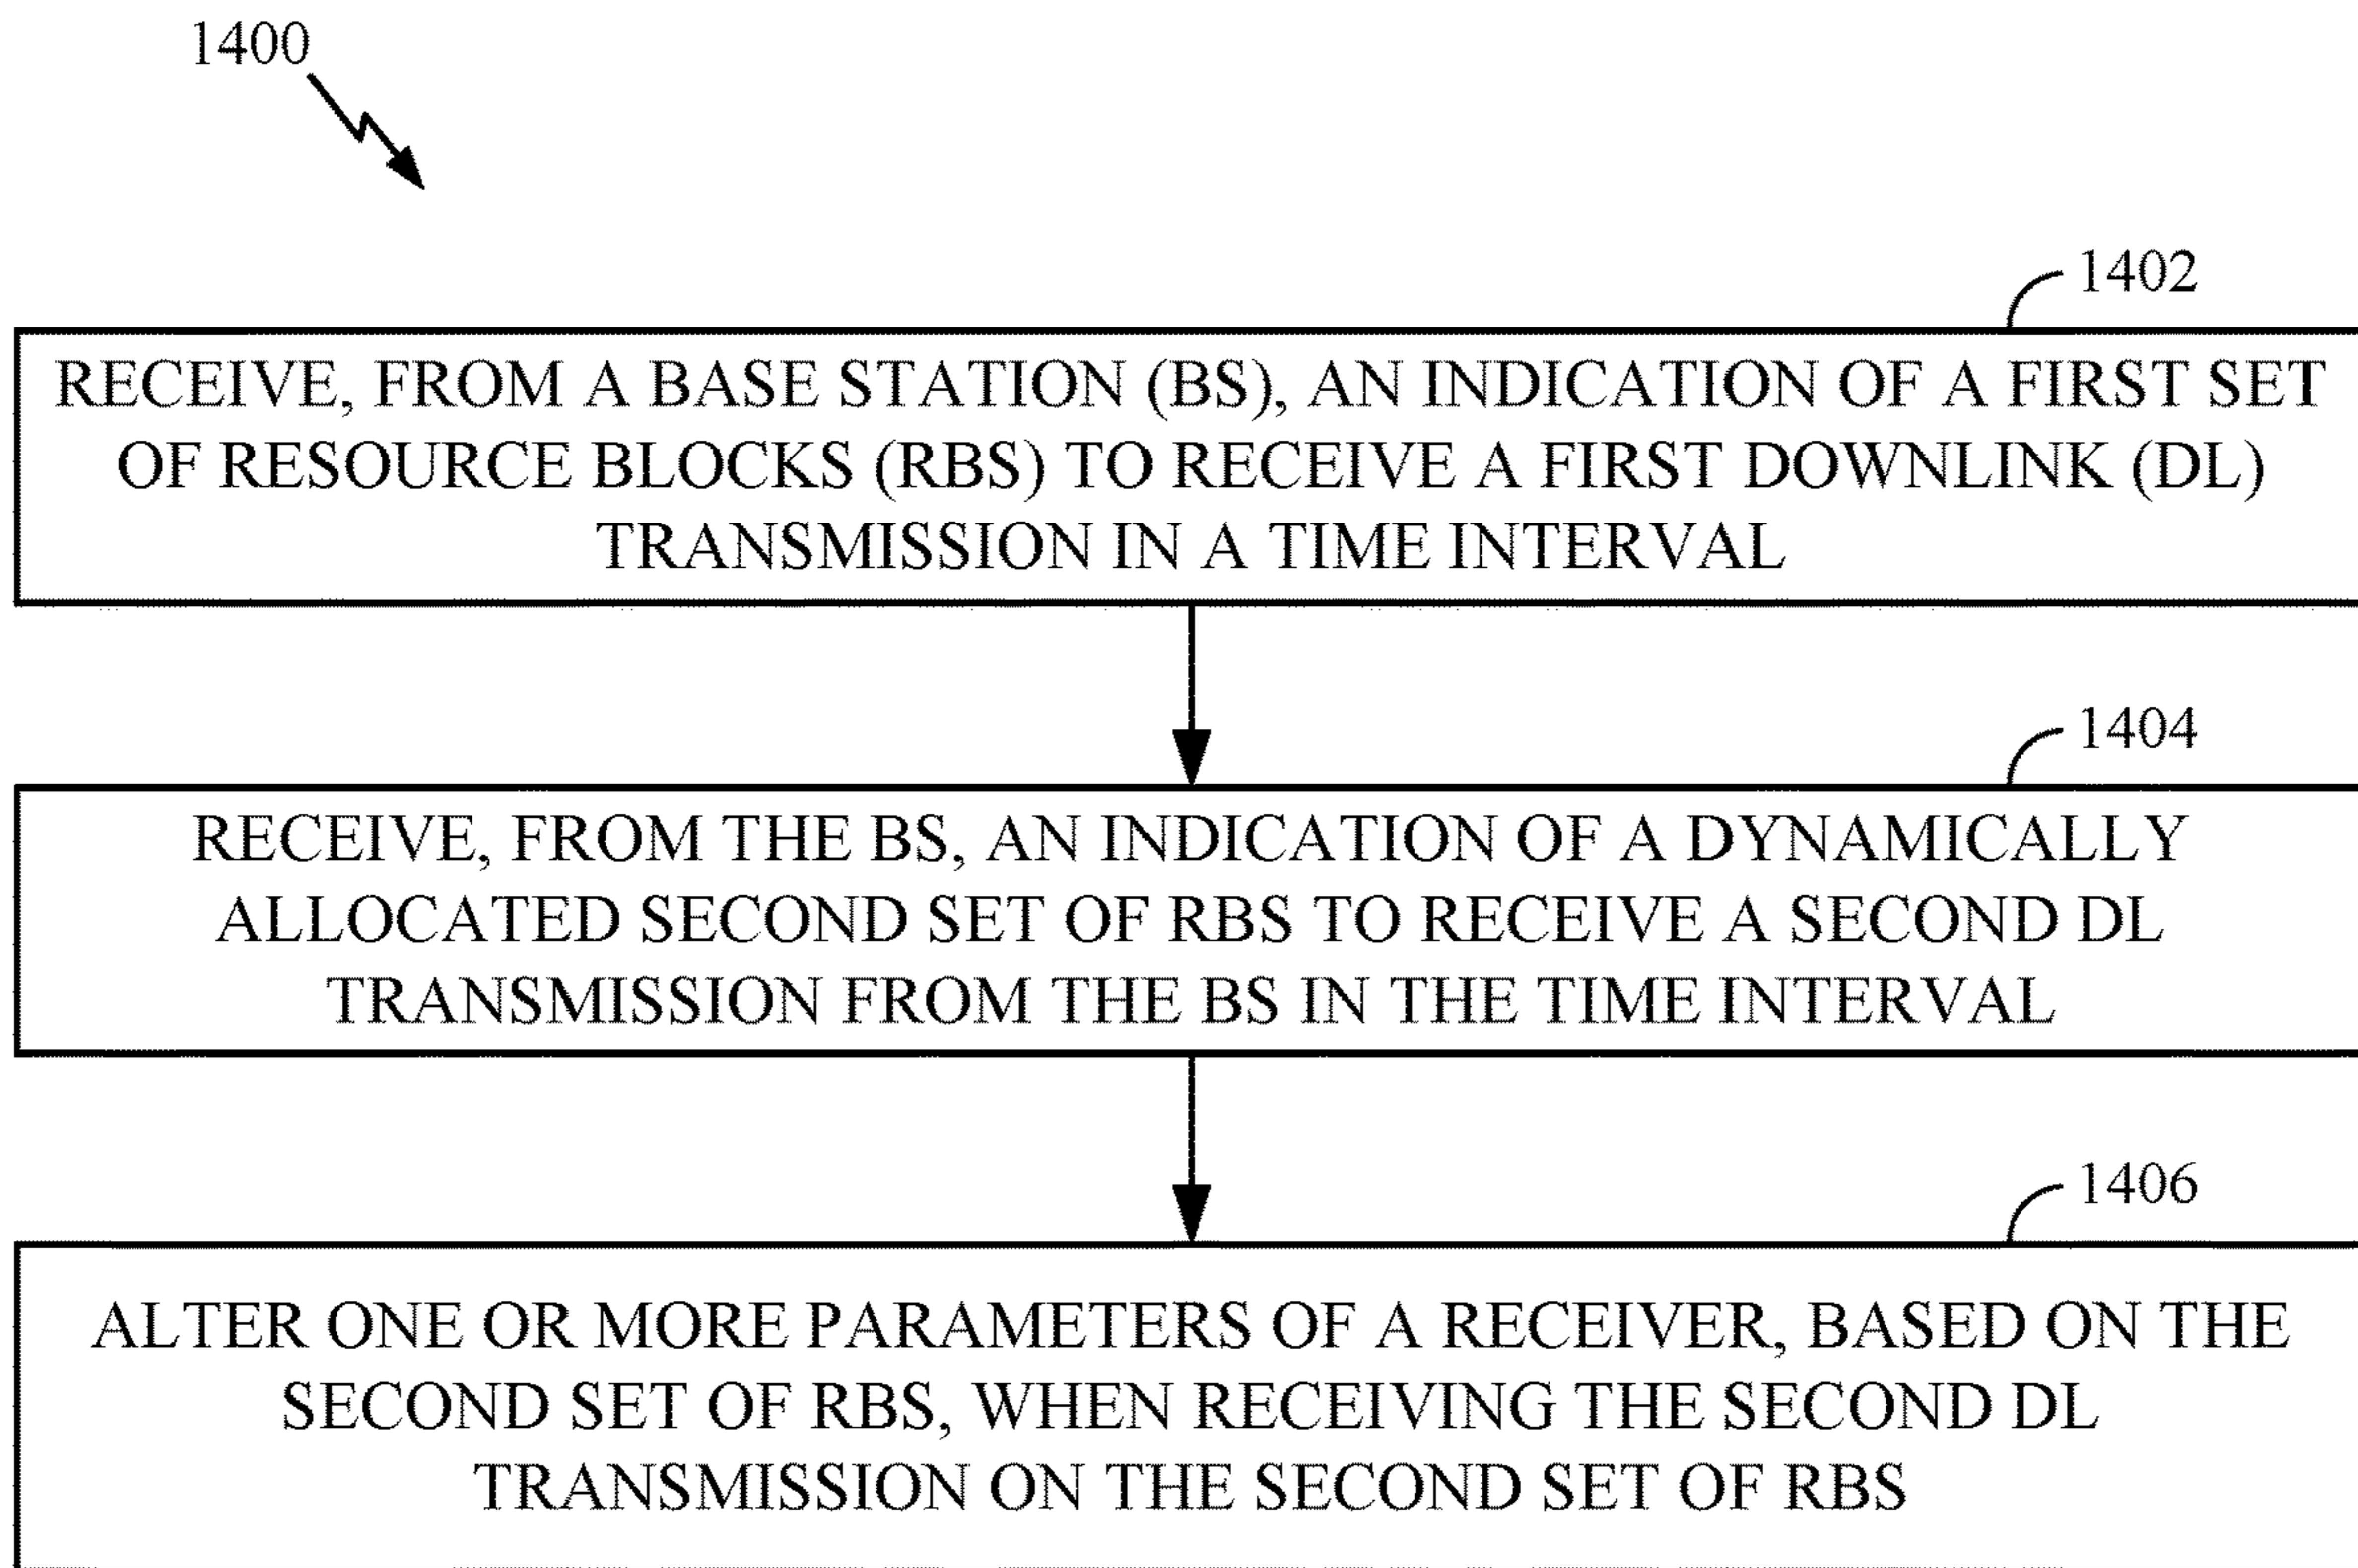 1400
1402
RECEIVE, FROM A BASE STATION (BS), AN INDICATION OF A FIRST SET
OF RESOURCE BLOCKS (RBS) TO RECEIVE A FIRST DOWNLINK (DL)
TRANSMISSION IN A TIME INTERVAL
1404
RECEIVE, FROM THE BS, AN INDICATION OF A DYNAMICALLY
ALLOCATED SECOND SET OF RBS TO RECEIVE A SECOND DL
TRANSMISSION FROM THE BS IN THE TIME INTERVAL
1406
ALTER ONE OR MORE PARAMETERS OF A RECEIVER, BASED ON THE
SECOND SET OF RBS, WHEN RECEIVING THE SECOND DL
TRANSMISSION ON THE SECOND SET OF RBS